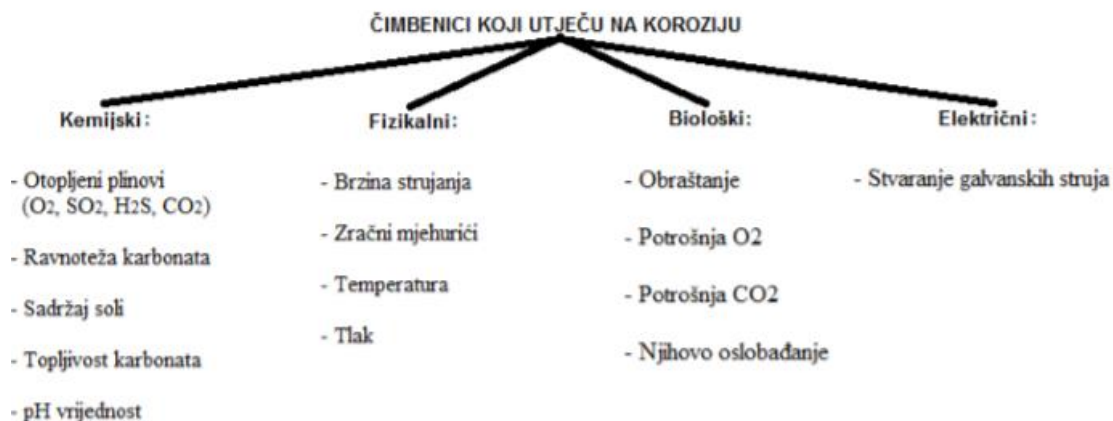 ČIMBENICI KOJI UTJEČU NA KOROZIJU
Kemijski:
- Otopljeni plinovi
(O2, SO2, H2S, CO2)
- Ravnoteža karbonata
- Sadržaj soli
- Topljivost karbonata
- pH vrijednost
Fizikalni:
- Brzina strujanja
- Zračni mjehurići
- Temperatura
- Tlak
Biološki:
- Obraštanje
- Potrošnja O2
- Potrošnja CO2
- Njihovo oslobađanje
Električni:
- Stvaranje galvanskih struja